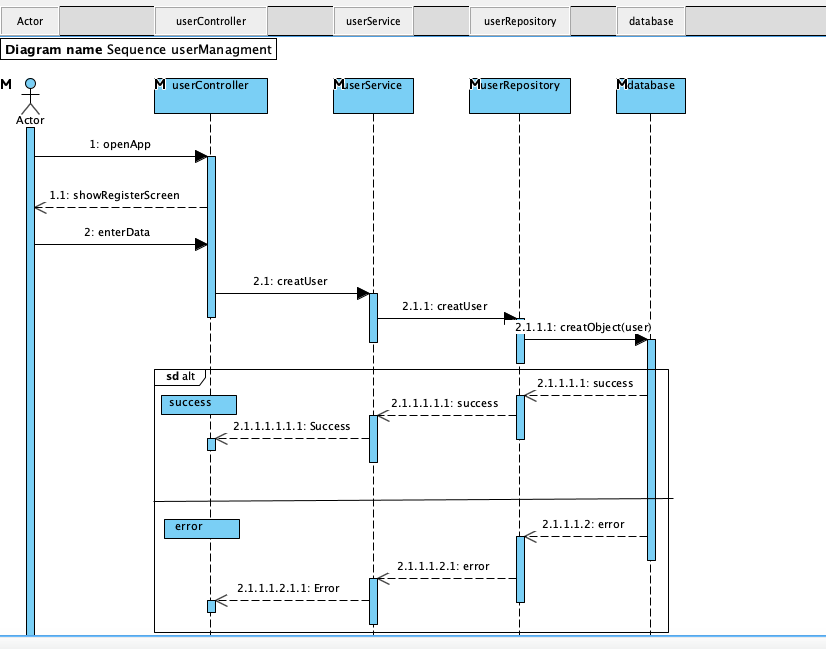 Actor userController userService userRepository database
Diagram name Sequence userManagment
M
M userController
M userService
M userRepository
M database
Actor
1: openApp
1.1: showRegisterScreen
2: enterData
2.1: creatUser
2.1.1: creatUser
2.1.1.1: creatObject(user)
sd alt
2.1.1.1.1: success
success
2.1.1.1.1.1: success
2.1.1.1.1.1.1: Success
error
2.1.1.1.2: error
2.1.1.1.2.1: error
2.1.1.1.2.1.1: Error